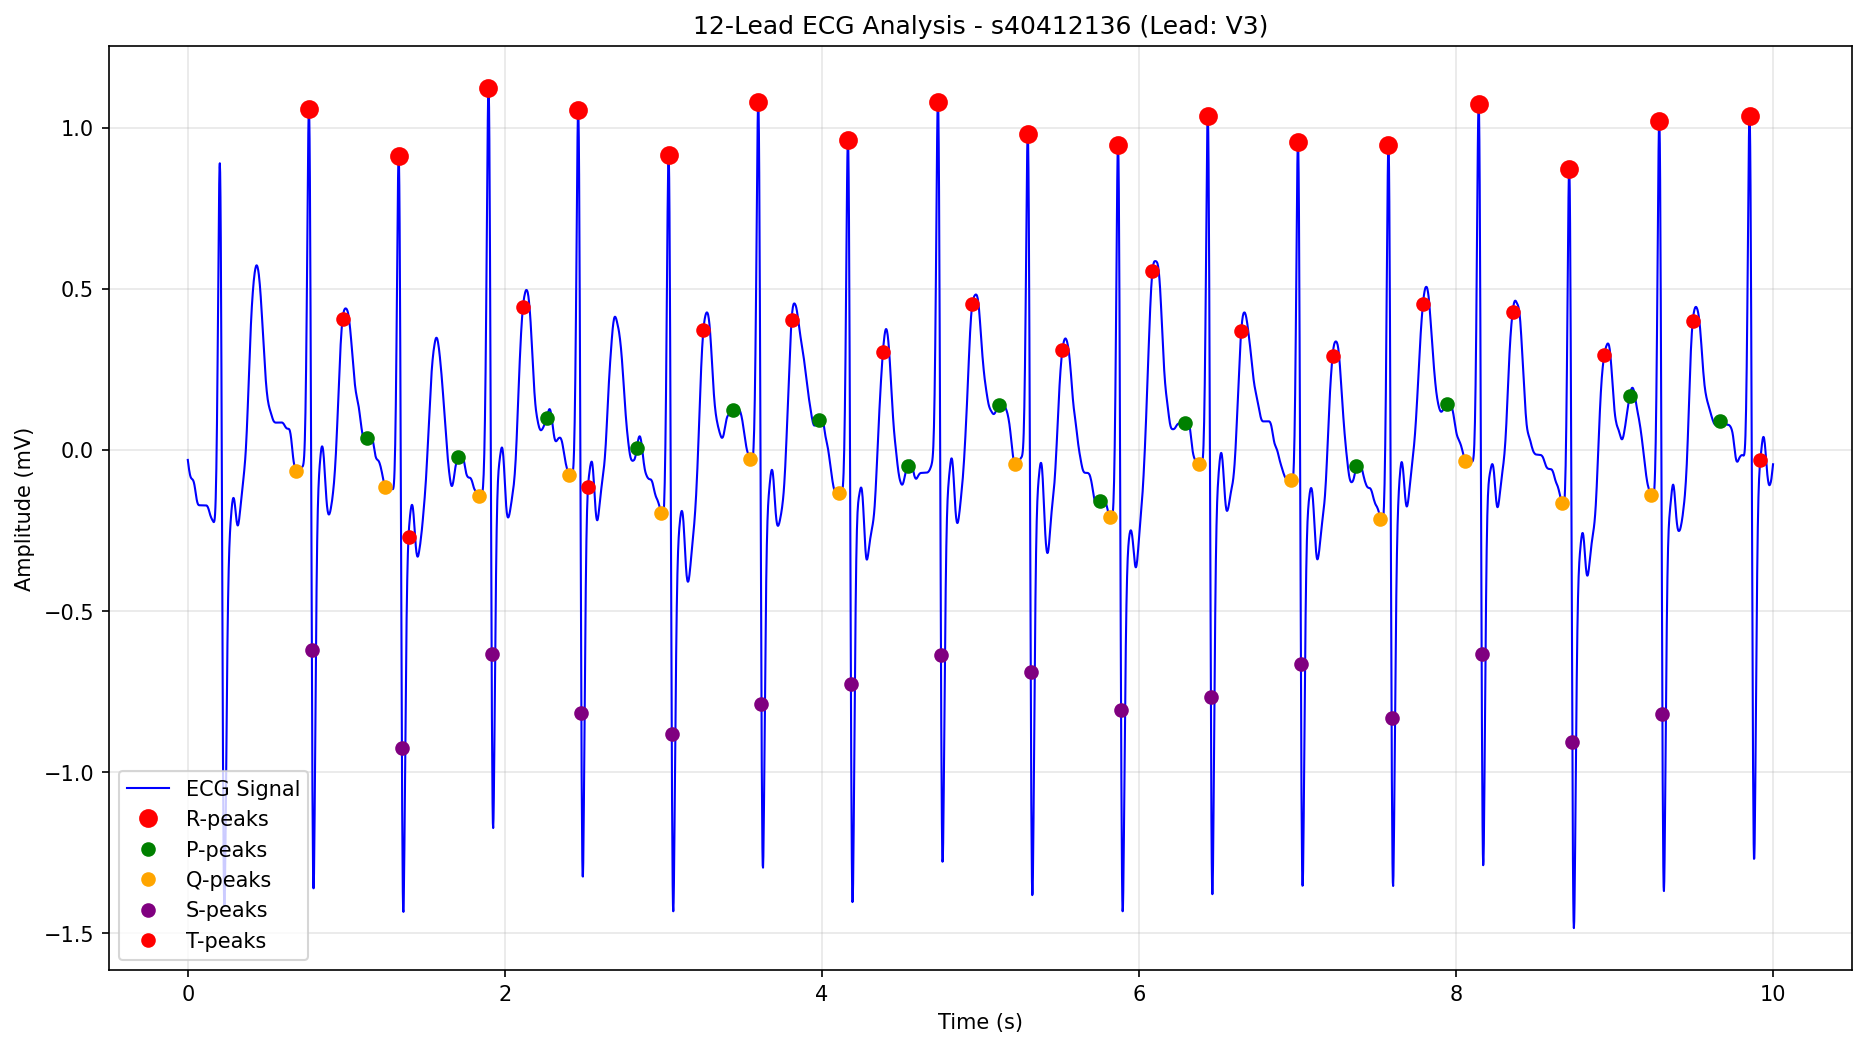 12-Lead ECG Analysis - s40412136 (Lead: V3)
Amplitude (mV)
1.0
0.5
0.0
−0.5
−1.0
−1.5
ECG Signal
R-peaks
P-peaks
Q-peaks
S-peaks
T-peaks
0 2 4 6 8 10
Time (s)